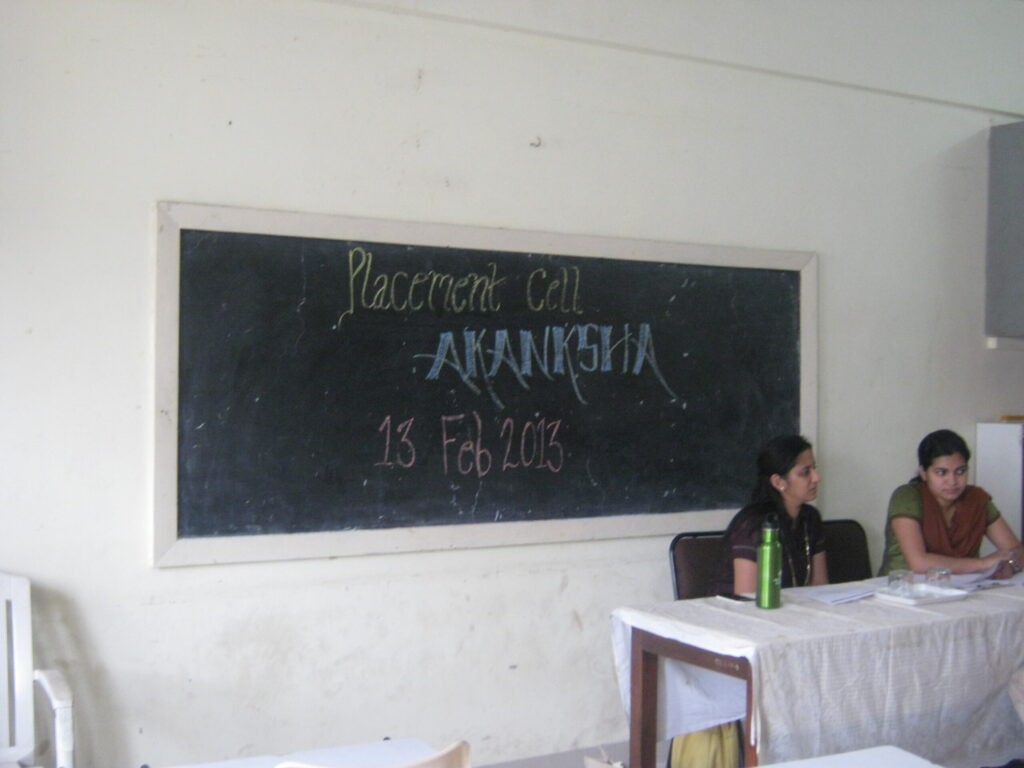 Placement Cell
AKANKSHA
13 Feb 2013